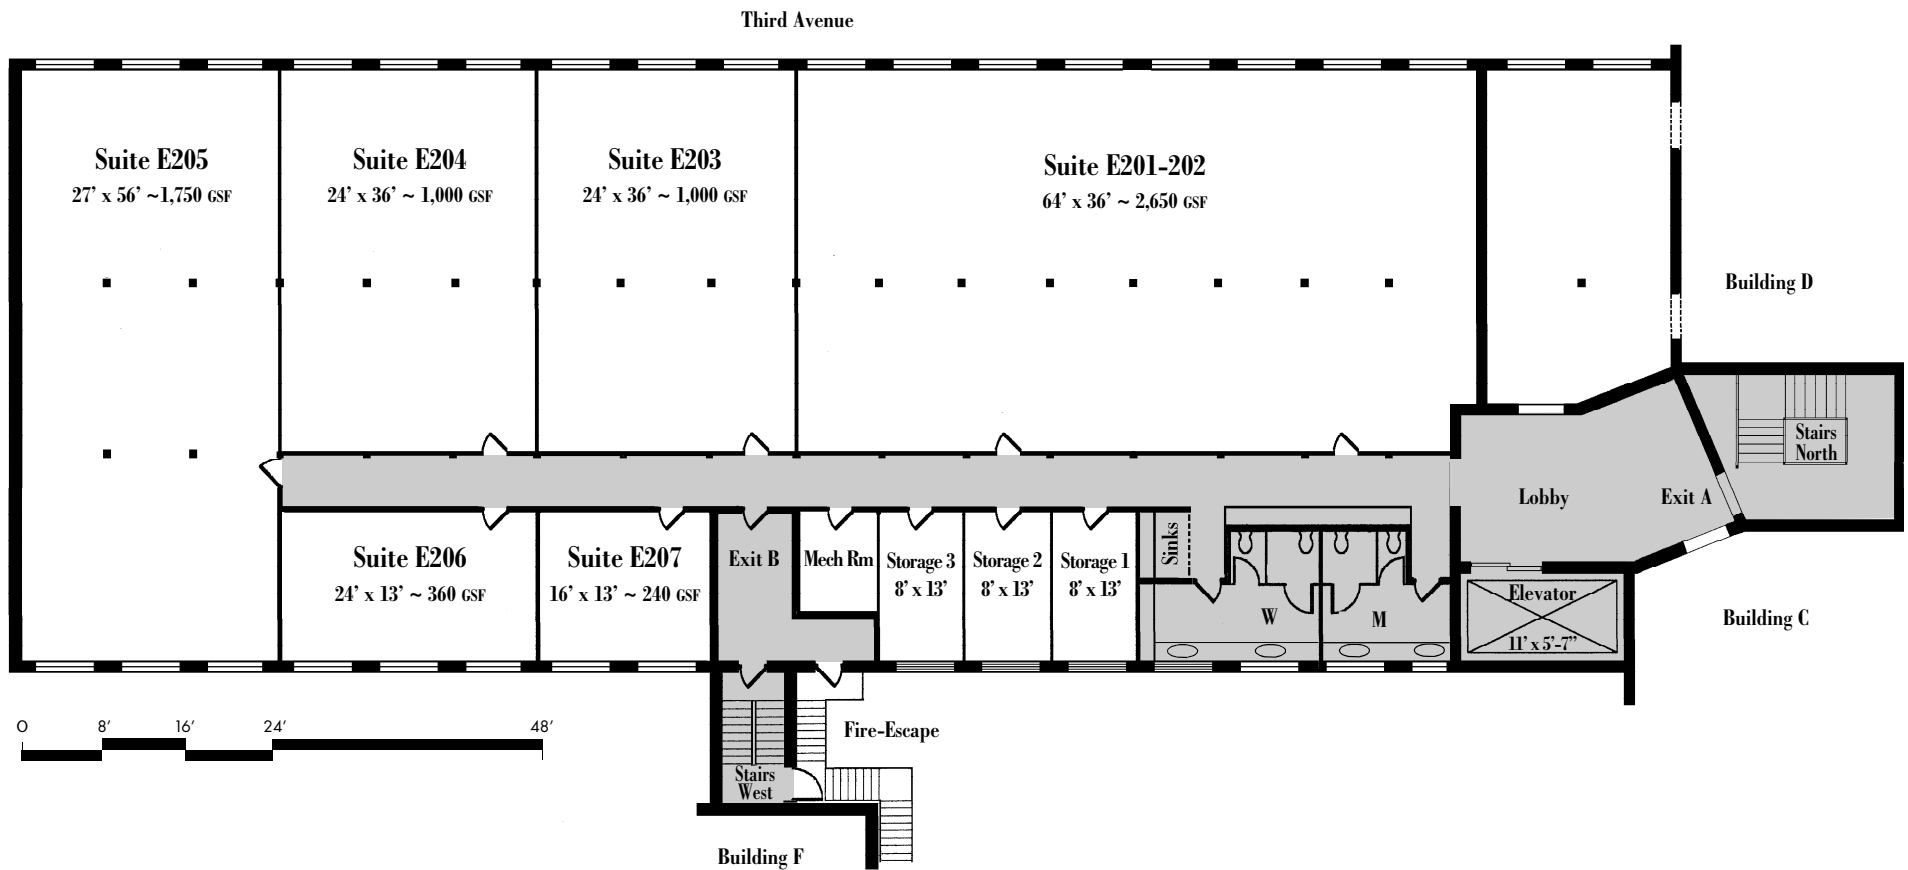 Third Avenue
Suite E205
27’ x 56’ ~1,750 GSF
Suite E204
24’ x 36’ ~ 1,000 GSF
Suite E203
24’ x 36’ ~ 1,000 GSF
Suite E201-202
64’ x 36’ ~ 2,650 GSF
Building D
Stairs
North
Lobby
Exit A
Suite E206
24’ x 13’ ~ 360 GSF
Suite E207
16’ x 13’ ~ 240 GSF
Exit B
Mech Rm
Storage 3
8’ x 13’
Storage 2
8’ x 13’
Storage 1
8’ x 13’
Sinks
W
M
Elevator
11’ x 5’-7”
Building C
0 8’ 16’ 24’ 48’
Fire-Escape
Stairs
West
Building F